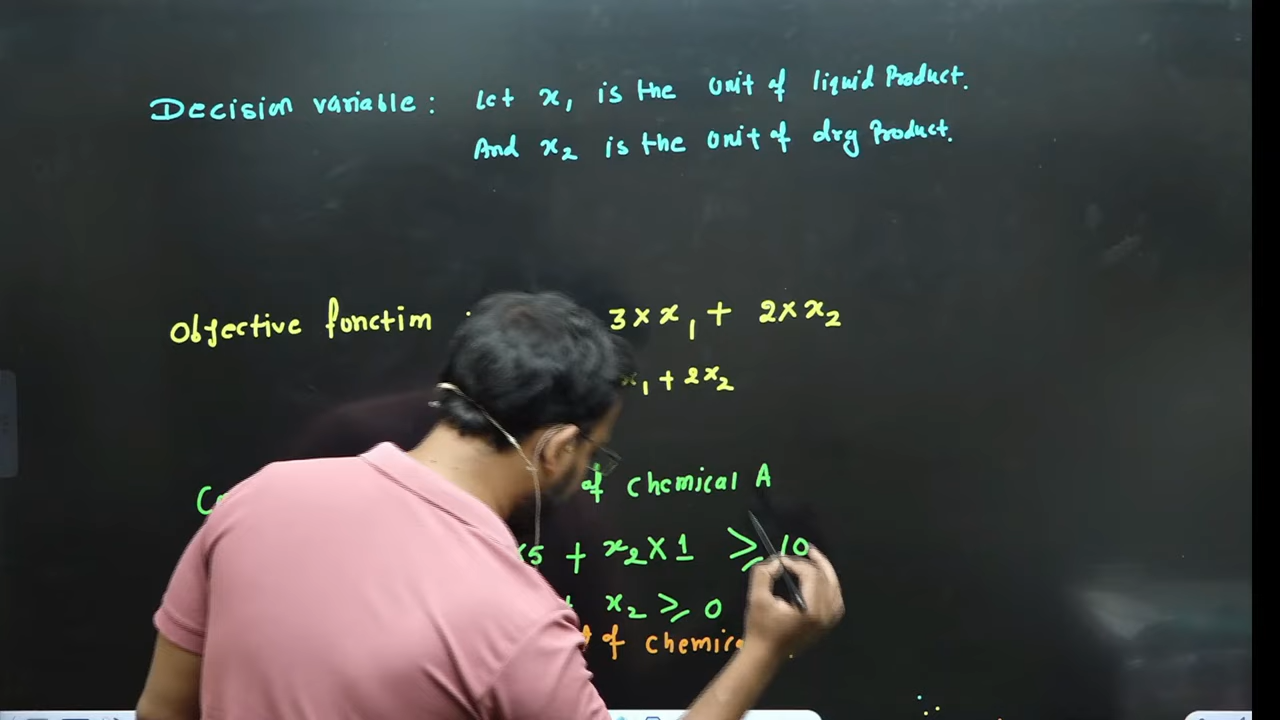 Decision variable : Let x₁ is the unit of liquid Product.
And x₂ is the unit of dry Product.
Objective function : 3 × x₁ + 2 × x₂
x₁ + 2x₂
of chemical A
×5 + x₂ × 1 ≥ 10
x₂ ≥ 0
of